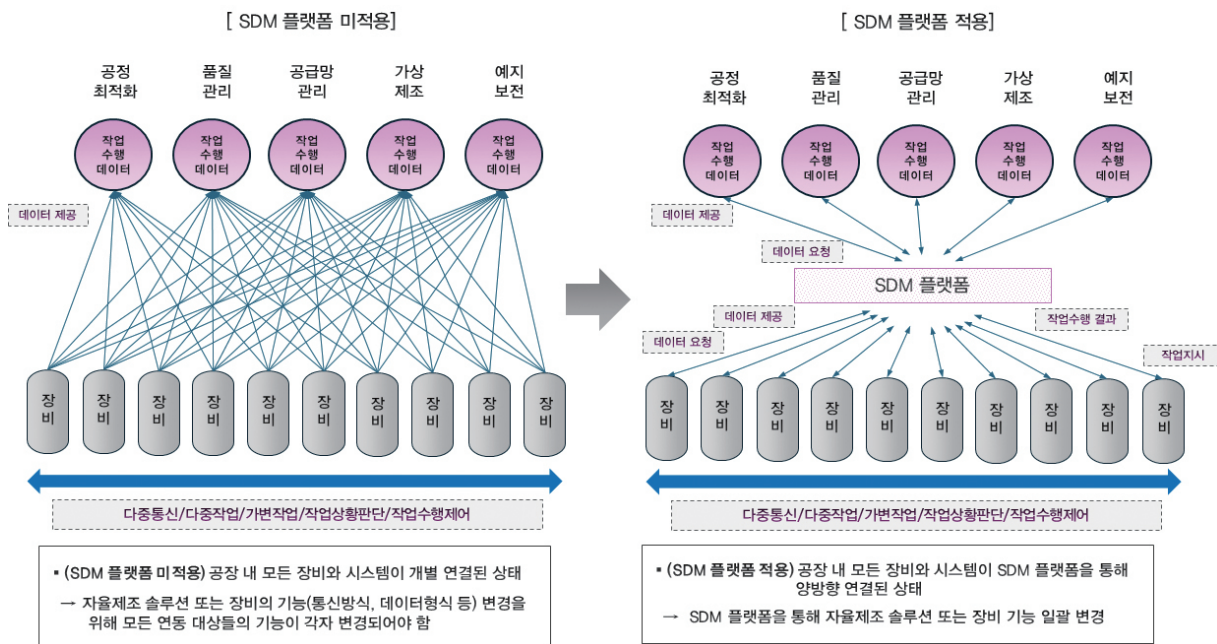 [ SDM 플랫폼 미적용]
공정
최적화
품질
관리
공급망
관리
가상
제조
예지
보전
작업
수행
데이터
작업
수행
데이터
작업
수행
데이터
작업
수행
데이터
작업
수행
데이터
데이터 제공
장
비
장
비
장
비
장
비
장
비
장
비
장
비
장
비
장
비
장
비
다중통신/다중작업/가변작업/작업상황판단/작업수행제어
▪ (SDM 플랫폼 미적용) 공장 내 모든 장비와 시스템이 개별 연결된 상태
→ 자율제조 솔루션 또는 장비의 기능(통신방식, 데이터형식 등) 변경을
위해 모든 연동 대상들의 기능이 각자 변경되어야 함
[ SDM 플랫폼 적용]
공정
최적화
품질
관리
공급망
관리
가상
제조
예지
보전
작업
수행
데이터
작업
수행
데이터
작업
수행
데이터
작업
수행
데이터
작업
수행
데이터
데이터 제공
데이터 요청
SDM 플랫폼
데이터 제공
작업수행 결과
데이터 요청
작업지시
장
비
장
비
장
비
장
비
장
비
장
비
장
비
장
비
장
비
장
비
다중통신/다중작업/가변작업/작업상황판단/작업수행제어
▪ (SDM 플랫폼 적용) 공장 내 모든 장비와 시스템이 SDM 플랫폼을 통해
양방향 연결된 상태
→ SDM 플랫폼을 통해 자율제조 솔루션 또는 장비 기능 일괄 변경